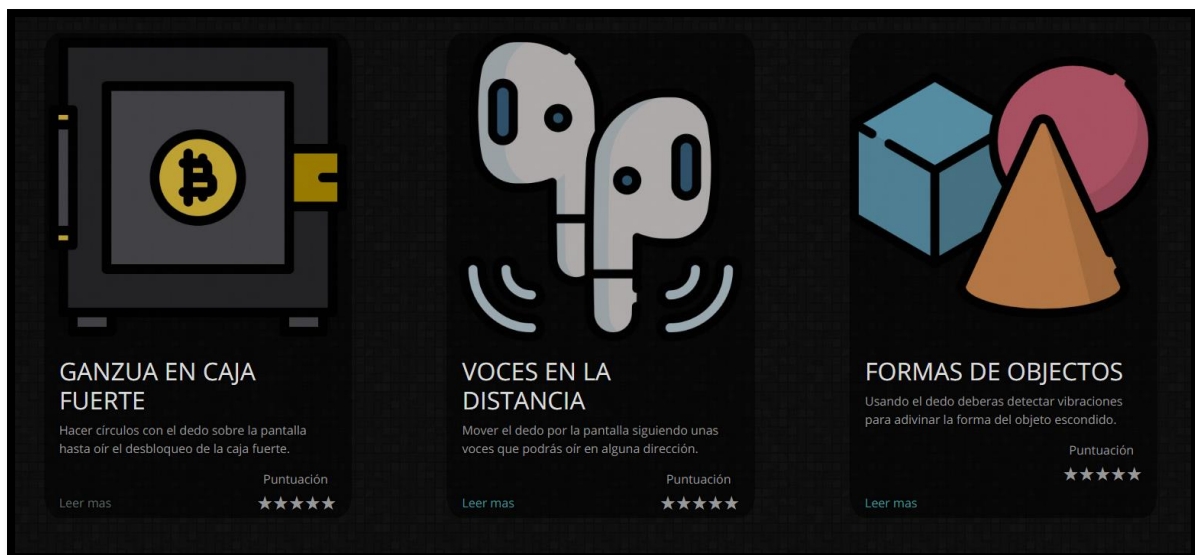 GANZUA EN CAJA
FUERTE
Hacer círculos con el dedo sobre la pantalla
hasta oír el desbloqueo de la caja fuerte.
Puntuación
Leer mas
★★★★★
VOCES EN LA
DISTANCIA
Mover el dedo por la pantalla siguiendo unas
voces que podrás oír en alguna dirección.
Puntuación
Leer mas
★★★★★
FORMAS DE OBJECTOS
Usando el dedo deberas detectar vibraciones
para adivinar la forma del objeto escondido.
Puntuación
★★★★★
Leer mas